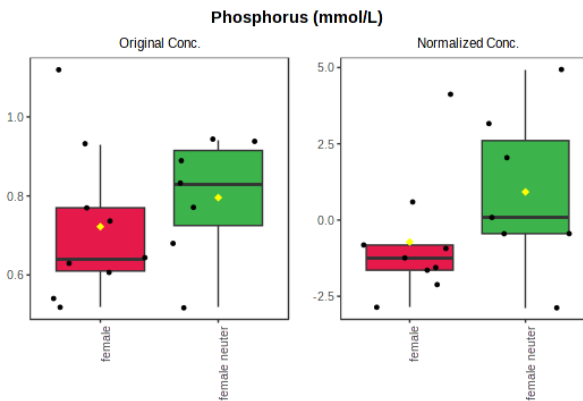 Phosphorus (mmol/L)
Original Conc.
Normalized Conc.
1.0
0.8
0.6
female
female neuter
5.0
2.5
0.0
-2.5
female
female neuter